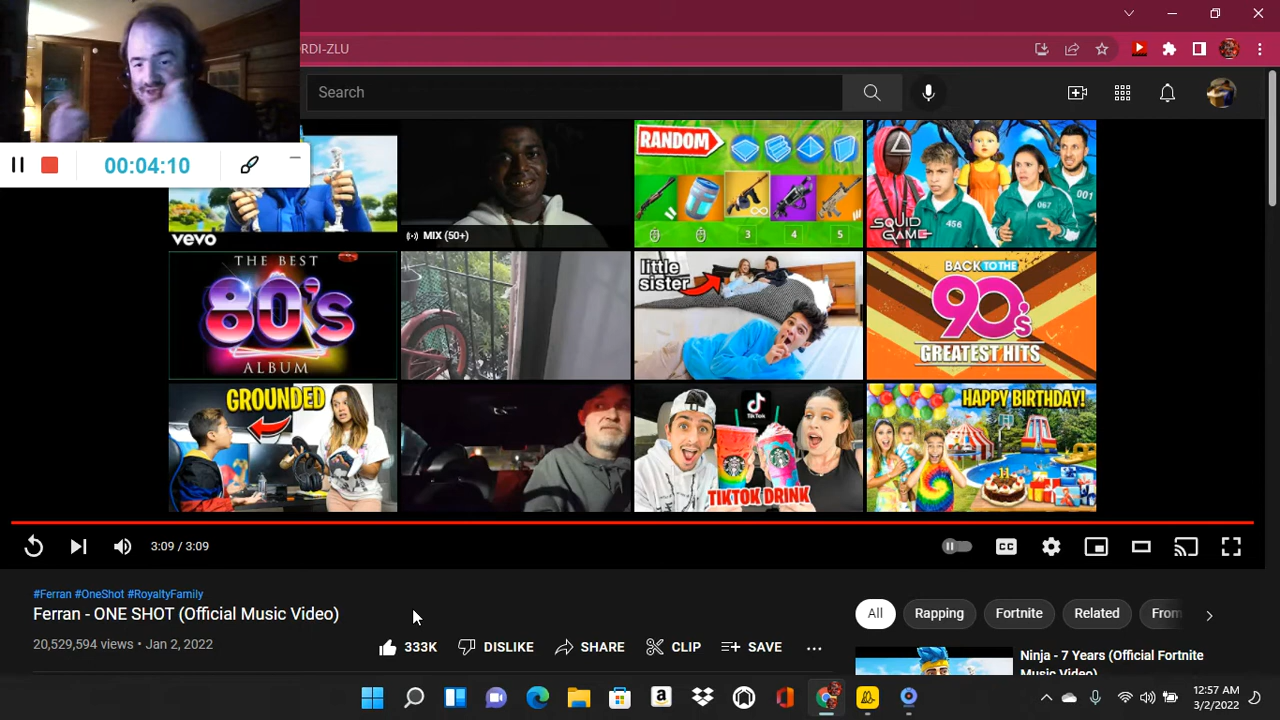 RDI-ZLU
Search
00:04:10
vevo
MIX (50+)
RANDOM
3 4 5
SQUID GAME
456
067
001
THE BEST
80's
ALBUM
little
sister
BACK TO THE
90's
GREATEST HITS
GROUNDED
TikTok
TIKTOK DRINK
HAPPY BIRTHDAY!
11
3:09 / 3:09
CC
#Ferran #OneShot #RoyaltyFamily
Ferran - ONE SHOT (Official Music Video)
20,529,594 views • Jan 2, 2022
333K DISLIKE SHARE CLIP SAVE
All Rapping Fortnite Related From
Ninja - 7 Years (Official Fortnite
Music Video)
12:57 AM
3/2/2022